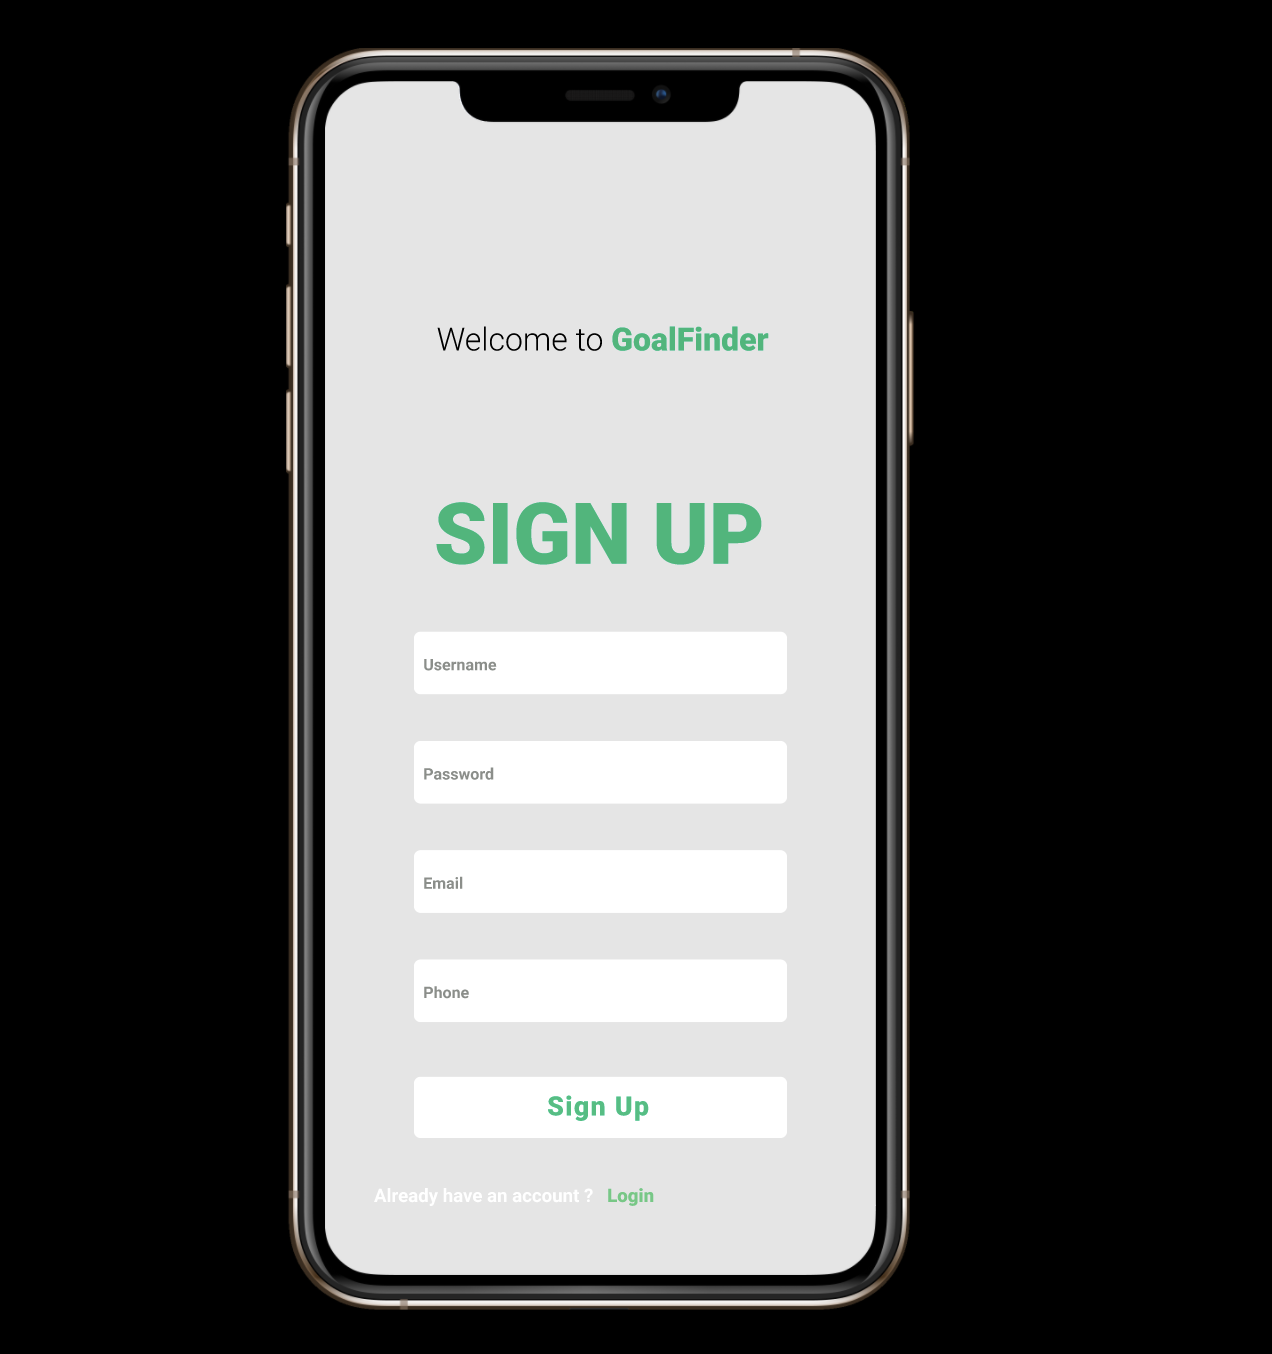 Welcome to GoalFinder
SIGN UP
Username
Password
Email
Phone
Sign Up
Already have an account ? Login